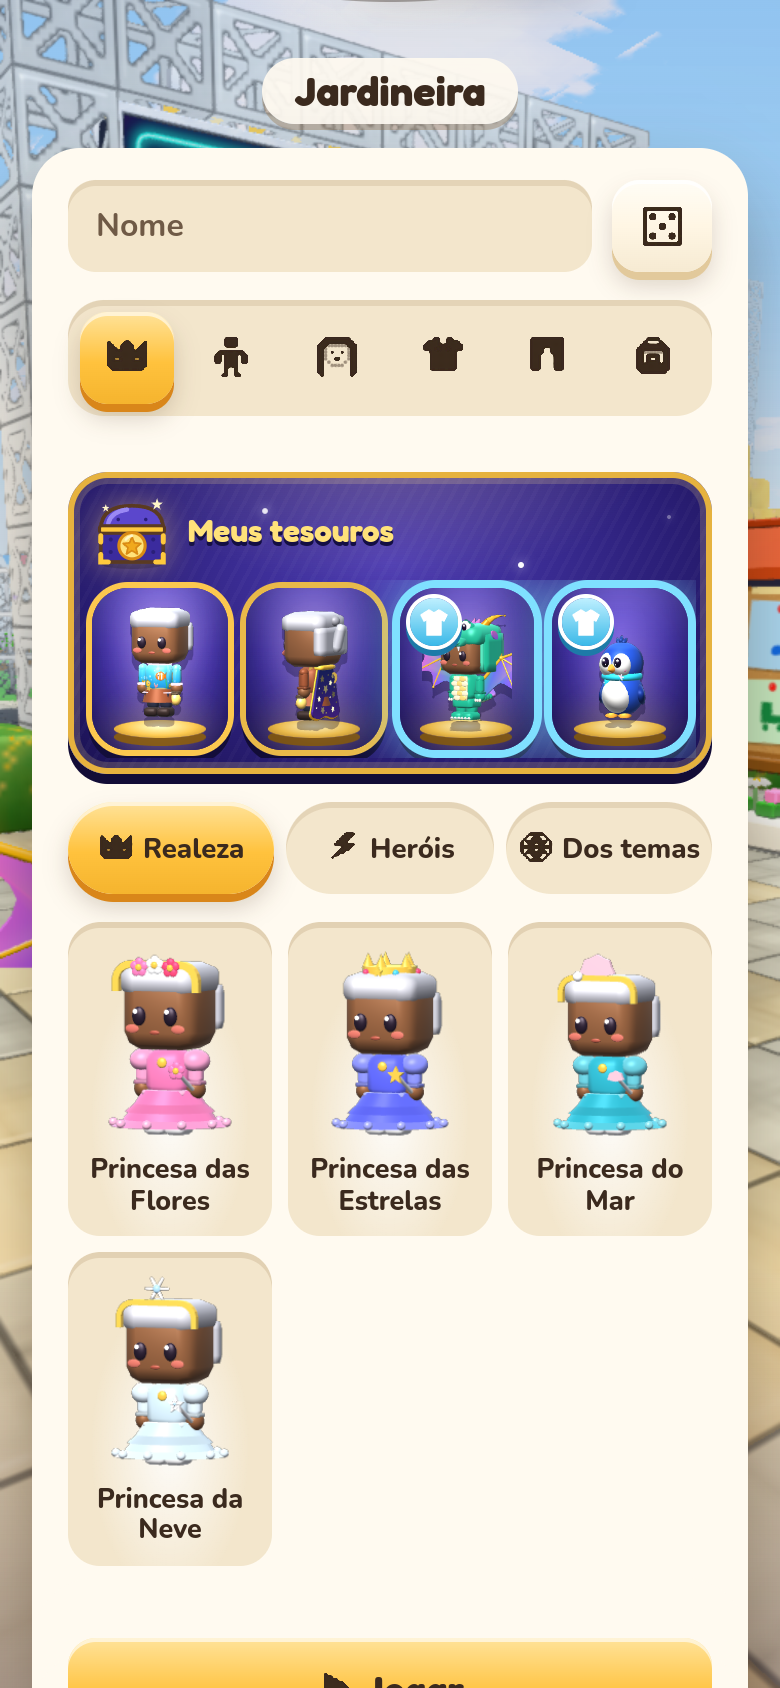 Jardineira
Nome
Meus tesouros
Realeza
Heróis
Dos temas
Princesa das
Flores
Princesa das
Estrelas
Princesa do
Mar
Princesa da
Neve
Jogar